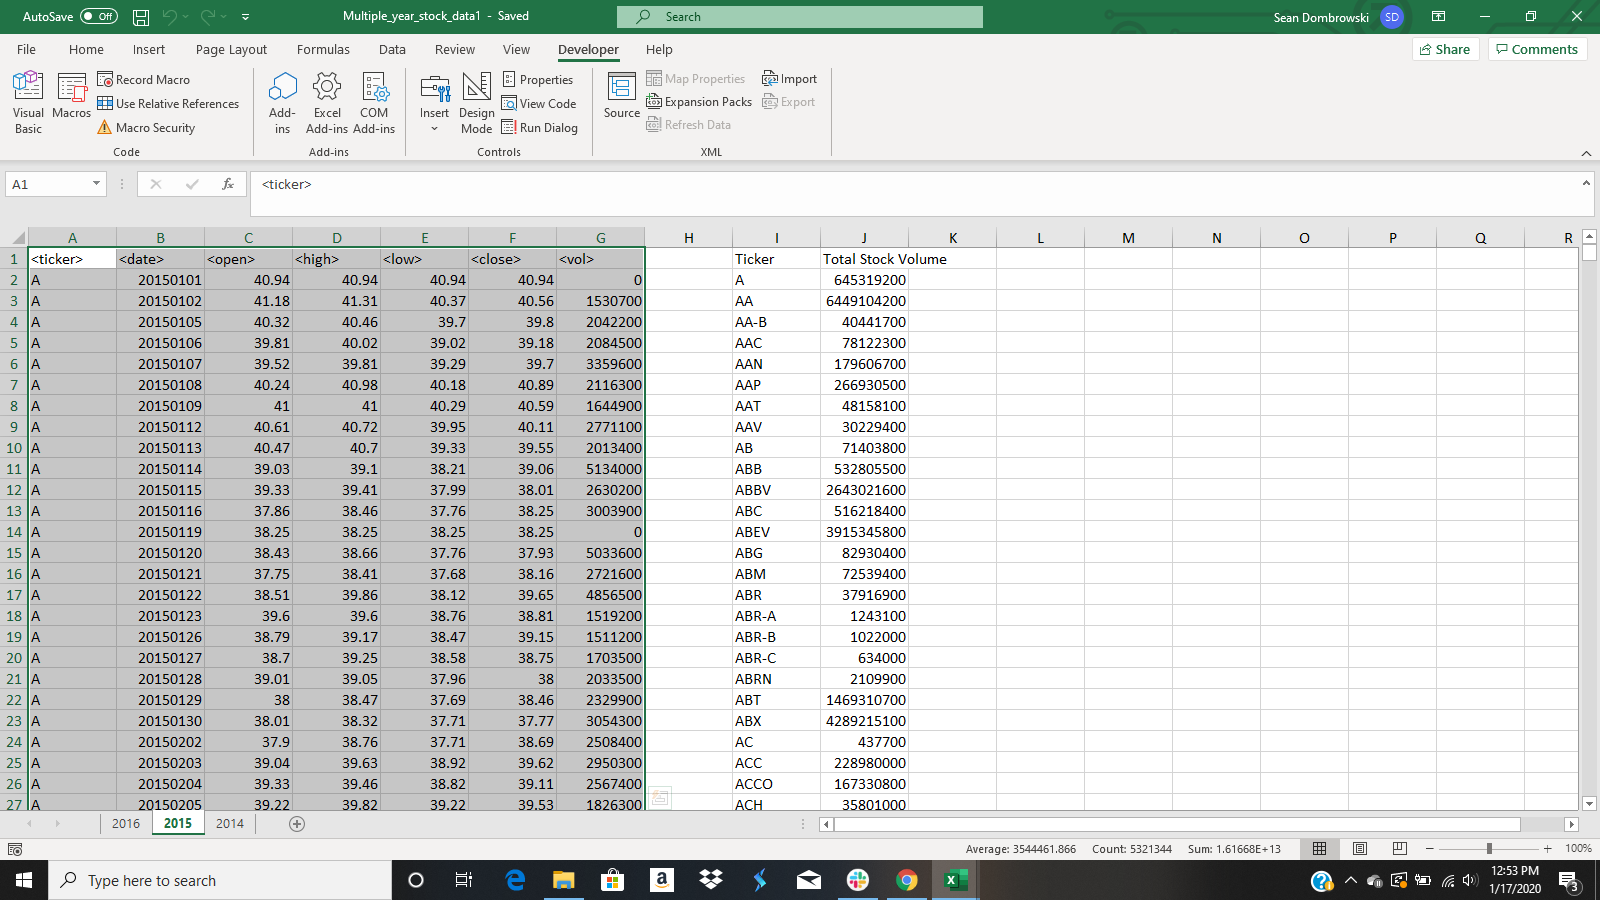 AutoSave Off Multiple_year_stock_data1 - Saved Search Sean Dombrowski SD
File Home Insert Page Layout Formulas Data Review View Developer Help Share Comments
Visual Basic
Macros
Record Macro
Use Relative References
Macro Security
Code
Add-ins
Excel Add-ins
COM Add-ins
Add-ins
Insert
Design Mode
Properties
View Code
Run Dialog
Controls
Source
Map Properties
Expansion Packs
Refresh Data
Import
Export
XML
A1 fx <ticker>
A B C D E F G H I J K L M N O P Q R
1 <ticker> <date> <open> <high> <low> <close> <vol> Ticker Total Stock Volume
2 A 20150101 40.94 40.94 40.94 40.94 0 A 645319200
3 A 20150102 41.18 41.31 40.37 40.56 1530700 AA 6449104200
4 A 20150105 40.32 40.46 39.7 39.8 2042200 AA-B 40441700
5 A 20150106 39.81 40.02 39.02 39.18 2084500 AAC 78122300
6 A 20150107 39.52 39.81 39.29 39.7 3359600 AAN 179606700
7 A 20150108 40.24 40.98 40.18 40.89 2116300 AAP 266930500
8 A 20150109 41 41 40.29 40.59 1644900 AAT 48158100
9 A 20150112 40.61 40.72 39.95 40.11 2771100 AAV 30229400
10 A 20150113 40.47 40.7 39.33 39.55 2013400 AB 71403800
11 A 20150114 39.03 39.1 38.21 39.06 5134000 ABB 532805500
12 A 20150115 39.33 39.41 37.99 38.01 2630200 ABBV 2643021600
13 A 20150116 37.86 38.46 37.76 38.25 3003900 ABC 516218400
14 A 20150119 38.25 38.25 38.25 38.25 0 ABEV 3915345800
15 A 20150120 38.43 38.66 37.76 37.93 5033600 ABG 82930400
16 A 20150121 37.75 38.41 37.68 38.16 2721600 ABM 72539400
17 A 20150122 38.51 39.86 38.12 39.65 4856500 ABR 37916900
18 A 20150123 39.6 39.6 38.76 38.81 1519200 ABR-A 1243100
19 A 20150126 38.79 39.17 38.47 39.15 1511200 ABR-B 1022000
20 A 20150127 38.7 39.25 38.58 38.75 1703500 ABR-C 634000
21 A 20150128 39.01 39.05 37.96 38 2033500 ABRN 2109900
22 A 20150129 38 38.47 37.69 38.46 2329900 ABT 1469310700
23 A 20150130 38.01 38.32 37.71 37.77 3054300 ABX 4289215100
24 A 20150202 37.9 38.76 37.71 38.69 2508400 AC 437700
25 A 20150203 39.04 39.63 38.92 39.62 2950300 ACC 228980000
26 A 20150204 39.33 39.46 38.82 39.11 2567400 ACCO 167330800
27 A 20150205 39.22 39.82 39.22 39.53 1826300 ACH 35801000
2016 2015 2014
Average: 3544461.866 Count: 5321344 Sum: 1.61668E+13 100%
Type here to search
12:53 PM
1/17/2020
3